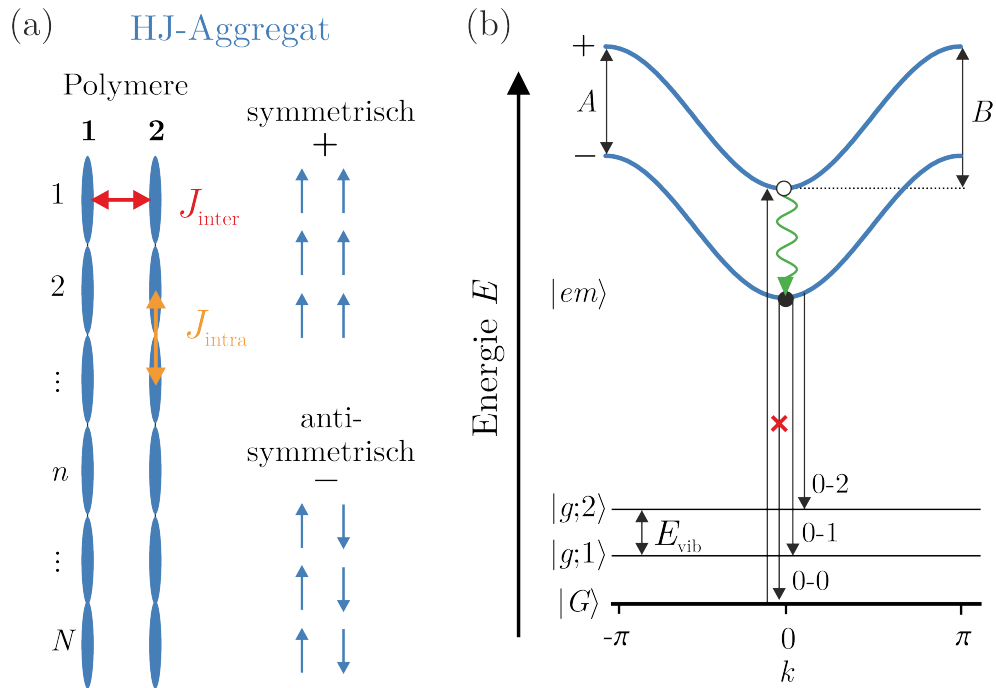 (a)
HJ-Aggregat
Polymere
1 2
1
2
⋮
n
⋮
N
J_inter
J_intra
symmetrisch
+
anti-
symmetrisch
−
(b)
Energie E
+
−
A
B
|em⟩
0-2
|g;2⟩
0-1
E_vib
|g;1⟩
0-0
|G⟩
-π 0 π
k